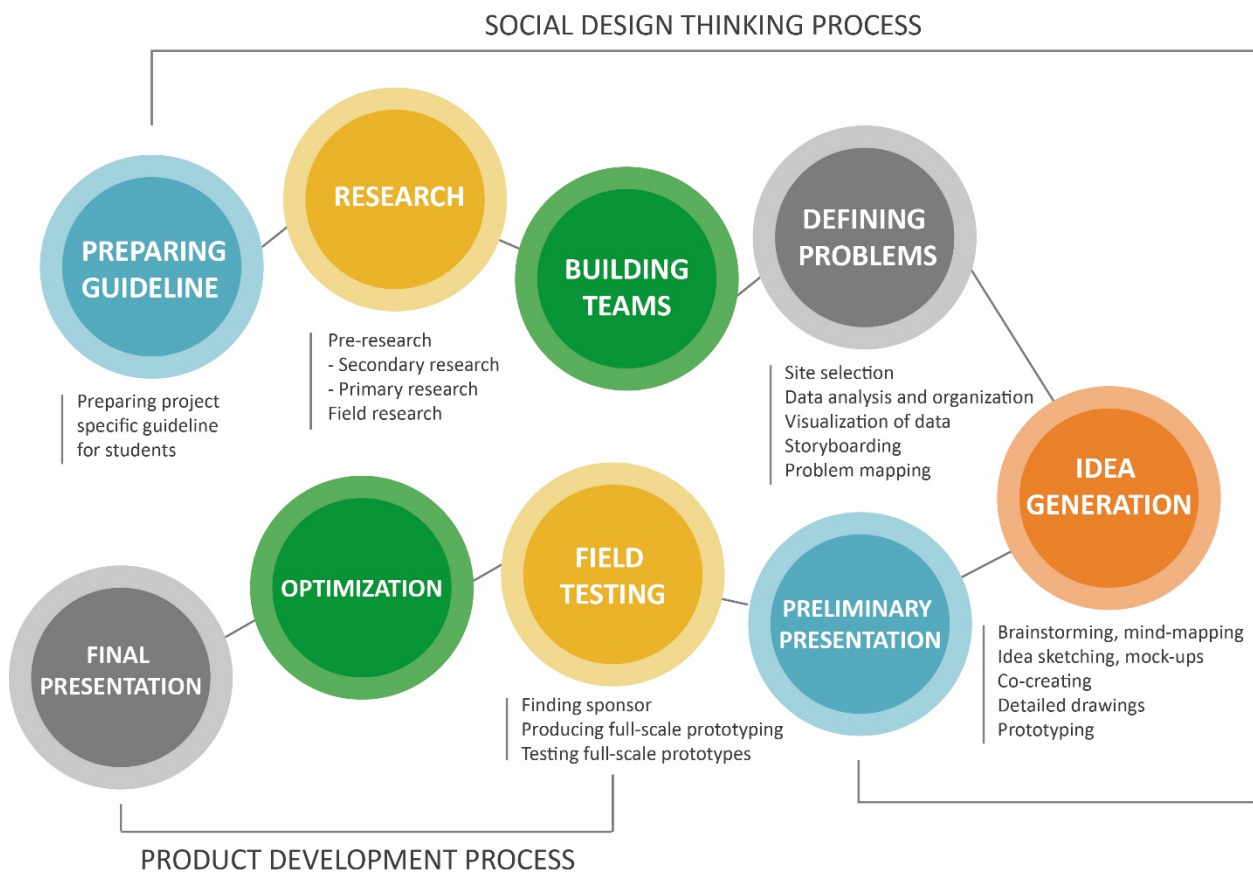 SOCIAL DESIGN THINKING PROCESS
PREPARING
GUIDELINE
Preparing project
specific guideline
for students
RESEARCH
Pre-research
- Secondary research
- Primary research
Field research
BUILDING
TEAMS
DEFINING
PROBLEMS
Site selection
Data analysis and organization
Visualization of data
Storyboarding
Problem mapping
IDEA
GENERATION
Brainstorming, mind-mapping
Idea sketching, mock-ups
Co-creating
Detailed drawings
Prototyping
PRELIMINARY
PRESENTATION
FIELD
TESTING
Finding sponsor
Producing full-scale prototyping
Testing full-scale prototypes
OPTIMIZATION
FINAL
PRESENTATION
PRODUCT DEVELOPMENT PROCESS